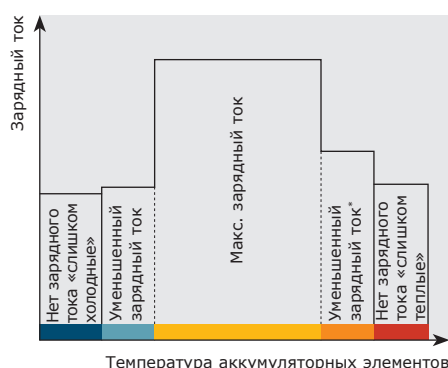 Зарядный ток
Нет зарядного
тока «слишком
холодные»
Уменьшенный
зарядный ток
Макс. зарядный ток
Уменьшенный
зарядный ток*
Нет зарядного
тока «слишком
теплые»
Температура аккумуляторных элементов